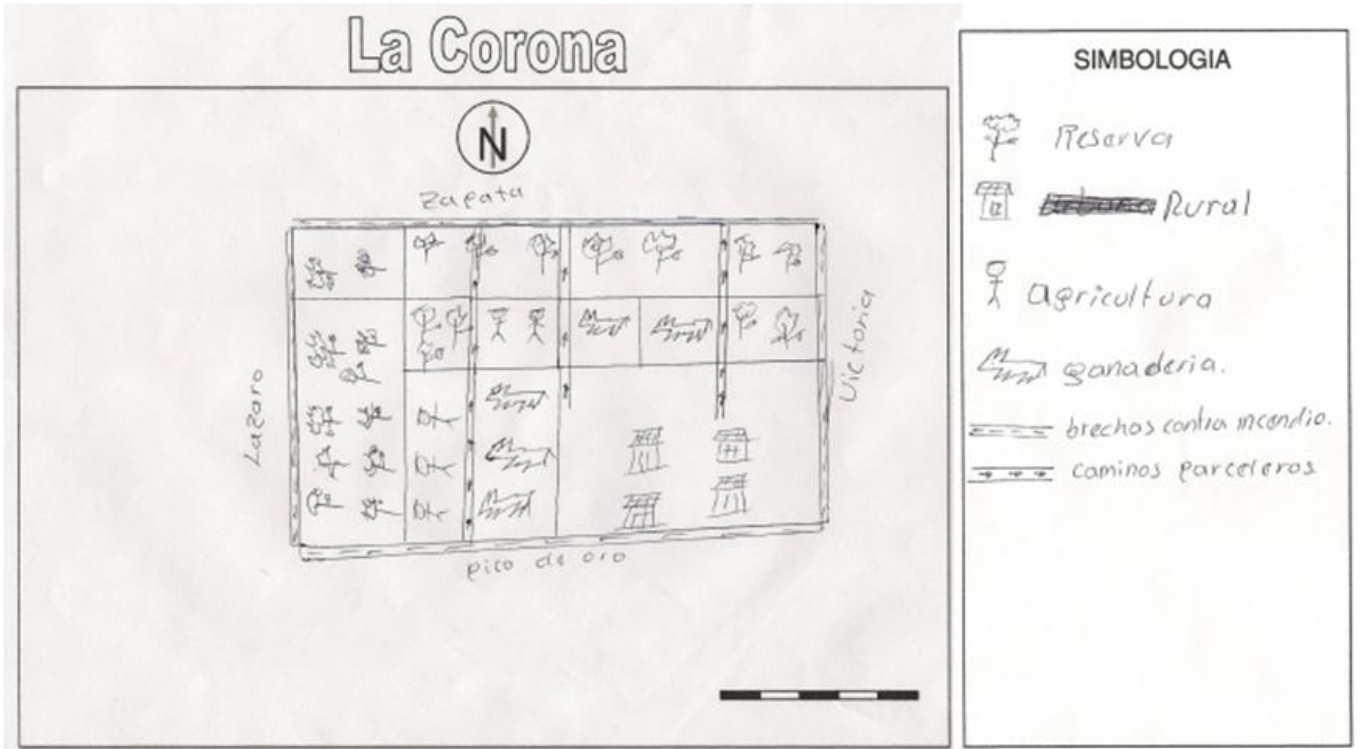 La Corona
N
Zapata
Lazaro
Victoria
pico de oro
SIMBOLOGIA
Reserva
Rural
agricultura
ganaderia.
brechas contra incendio.
caminos parceleros